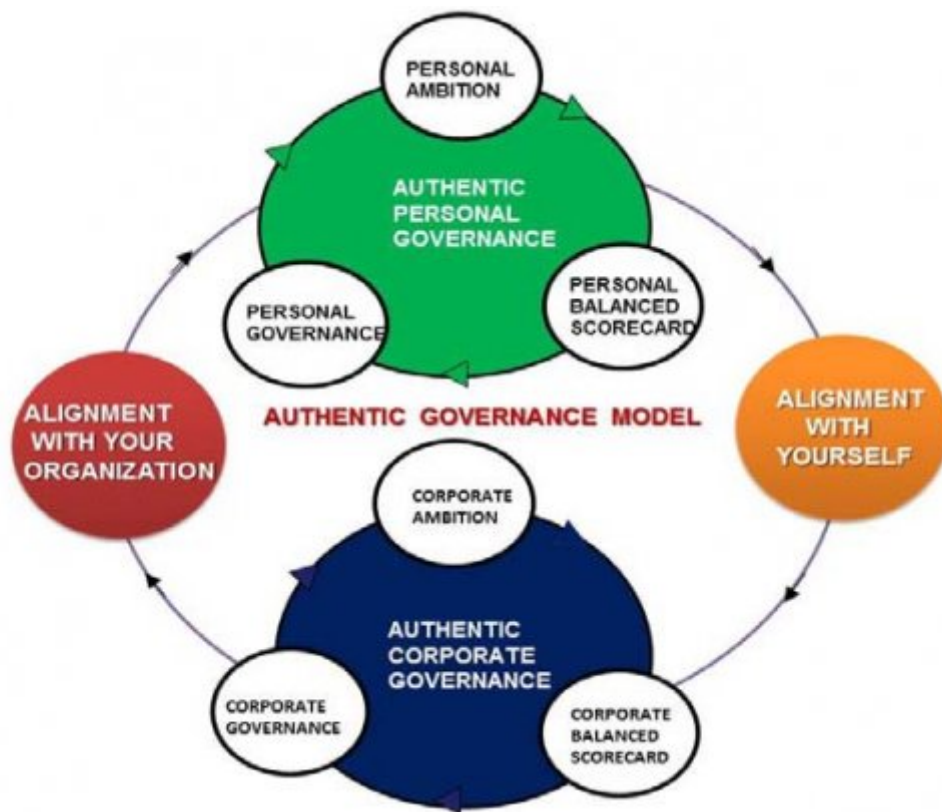 PERSONAL
AMBITION
AUTHENTIC
PERSONAL
GOVERNANCE
PERSONAL
GOVERNANCE
PERSONAL
BALANCED
SCORECARD
ALIGNMENT
WITH YOUR
ORGANIZATION
AUTHENTIC GOVERNANCE MODEL
ALIGNMENT
WITH
YOURSELF
CORPORATE
AMBITION
AUTHENTIC
CORPORATE
GOVERNANCE
CORPORATE
GOVERNANCE
CORPORATE
BALANCED
SCORECARD